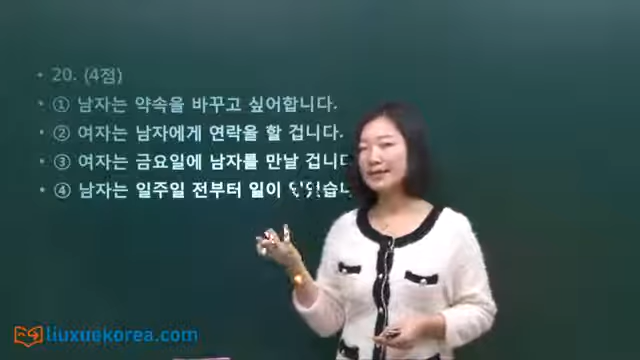 • 20. (4점)
• ① 남자는 약속을 바꾸고 싶어합니다.
• ② 여자는 남자에게 연락을 할 겁니다.
• ③ 여자는 금요일에 남자를 만날 겁니다
• ④ 남자는 일주일 전부터 일이
liuxuekorea.com